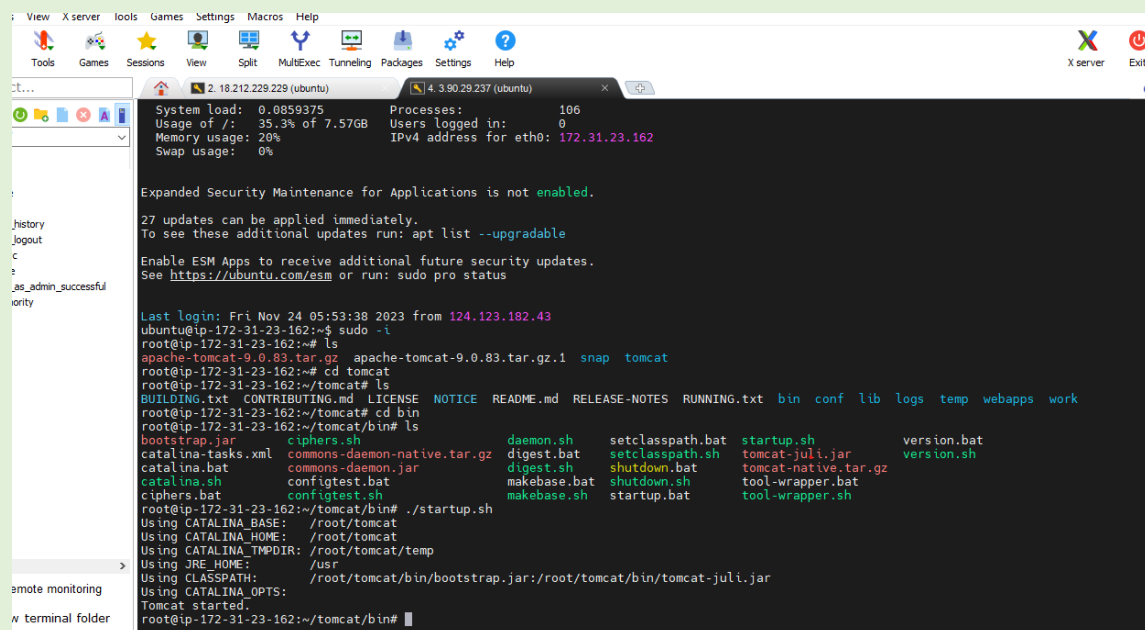 View X server Tools Games Settings Macros Help
Tools Games Sessions View Split MultiExec Tunneling Packages Settings Help X server Exit
2. 18.212.229.229 (ubuntu) 4. 3.90.29.237 (ubuntu)
System load: 0.0859375 Processes: 106
Usage of /: 35.3% of 7.57GB Users logged in: 0
Memory usage: 20% IPv4 address for eth0: 172.31.23.162
Swap usage: 0%
Expanded Security Maintenance for Applications is not enabled.
_history
27 updates can be applied immediately.
_logout
To see these additional updates run: apt list --upgradable
Enable ESM Apps to receive additional future security updates.
See https://ubuntu.com/esm or run: sudo pro status
_as_admin_successful
Last login: Fri Nov 24 05:53:38 2023 from 124.123.182.43
ubuntu@ip-172-31-23-162:~$ sudo -i
root@ip-172-31-23-162:~# ls
apache-tomcat-9.0.83.tar.gz apache-tomcat-9.0.83.tar.gz.1 snap tomcat
root@ip-172-31-23-162:~# cd tomcat
root@ip-172-31-23-162:~/tomcat# ls
BUILDING.txt CONTRIBUTING.md LICENSE NOTICE README.md RELEASE-NOTES RUNNING.txt bin conf lib logs temp webapps work
root@ip-172-31-23-162:~/tomcat# cd bin
root@ip-172-31-23-162:~/tomcat/bin# ls
bootstrap.jar ciphers.sh daemon.sh setclasspath.bat startup.sh version.bat
catalina-tasks.xml commons-daemon-native.tar.gz digest.bat setclasspath.sh tomcat-juli.jar version.sh
catalina.bat commons-daemon.jar digest.sh shutdown.bat tomcat-native.tar.gz
catalina.sh configtest.bat makebase.bat shutdown.sh tool-wrapper.bat
ciphers.bat configtest.sh makebase.sh startup.bat tool-wrapper.sh
root@ip-172-31-23-162:~/tomcat/bin# ./startup.sh
Using CATALINA_BASE: /root/tomcat
Using CATALINA_HOME: /root/tomcat
Using CATALINA_TMPDIR: /root/tomcat/temp
Using JRE_HOME: /usr
Using CLASSPATH: /root/tomcat/bin/bootstrap.jar:/root/tomcat/bin/tomcat-juli.jar
Using CATALINA_OPTS:
Tomcat started.
root@ip-172-31-23-162:~/tomcat/bin#
monitoring
terminal folder